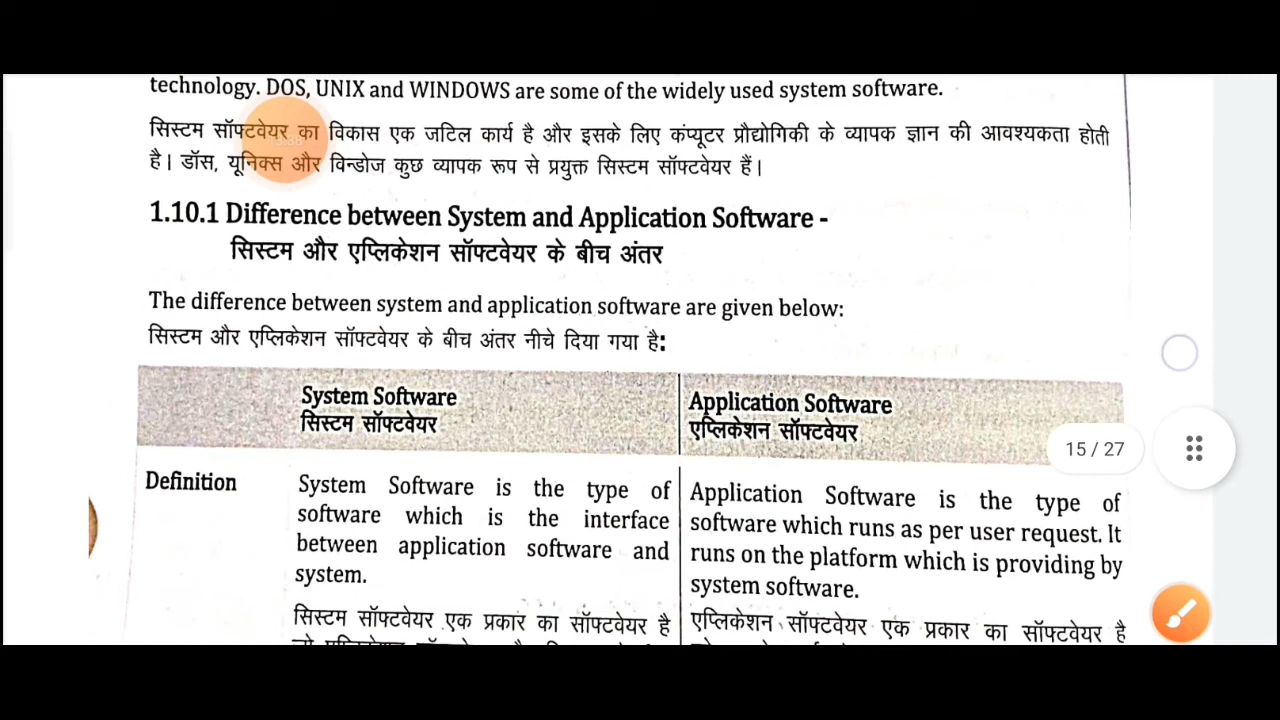 technology. DOS, UNIX and WINDOWS are some of the widely used system software.
सिस्टम सॉफ्टवेयर का विकास एक जटिल कार्य है और इसके लिए कंप्यूटर प्रौद्योगिकी के व्यापक ज्ञान की आवश्यकता होती
है। डॉस, यूनिक्स और विन्डोज कुछ व्यापक रूप से प्रयुक्त सिस्टम सॉफ्टवेयर हैं।
1.10.1 Difference between System and Application Software -
सिस्टम और एप्लिकेशन सॉफ्टवेयर के बीच अंतर
The difference between system and application software are given below:
सिस्टम और एप्लिकेशन सॉफ्टवेयर के बीच अंतर नीचे दिया गया है:
System Software
सिस्टम सॉफ्टवेयर
Application Software
एप्लिकेशन सॉफ्टवेयर
15 / 27
Definition
System Software is the type of
software which is the interface
between application software and
system.
सिस्टम सॉफ्टवेयर एक प्रकार का सॉफ्टवेयर है
Application Software is the type of
software which runs as per user request. It
runs on the platform which is providing by
system software.
एप्लिकेशन सॉफ्टवेयर एक प्रकार का सॉफ्टवेयर है